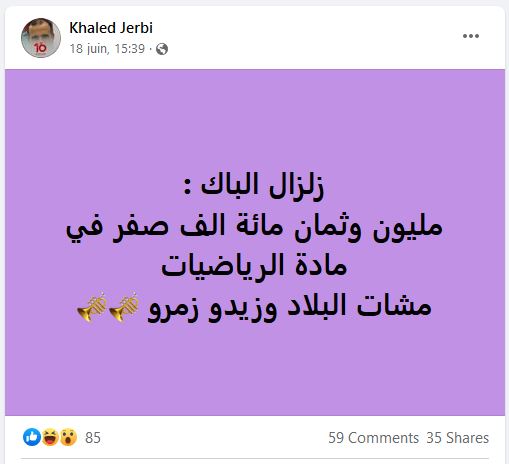 Khaled Jerbi
18 juin, 15:39 ·
زلزال الباك :
مليون وثمان مائة الف صفر في
مادة الرياضيات
مشات البلاد وزيدو زمرو 🎺🎺
85
59 Comments 35 Shares